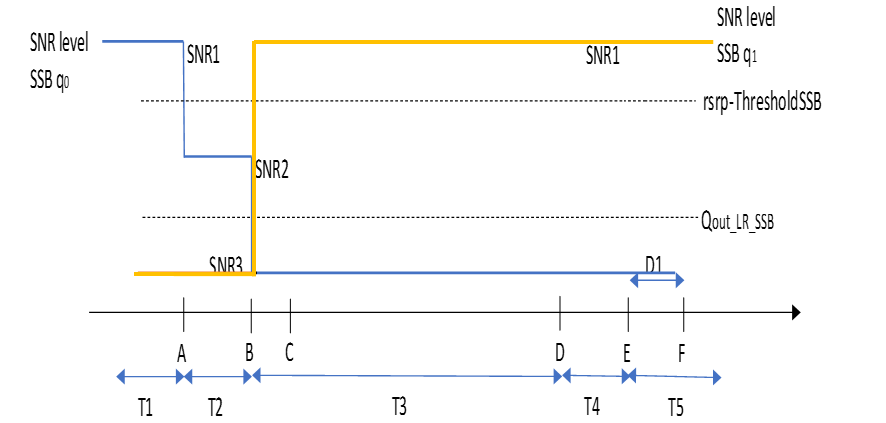 SNR level
SSB q1
SNR level
SSB q0
SNR1
SNR1
rsrp-ThresholdSSB
SNR2
Qout_LR_SSB
SNR3
D1
A
B
C
D
E
F
T1
T2
T3
T4
T5